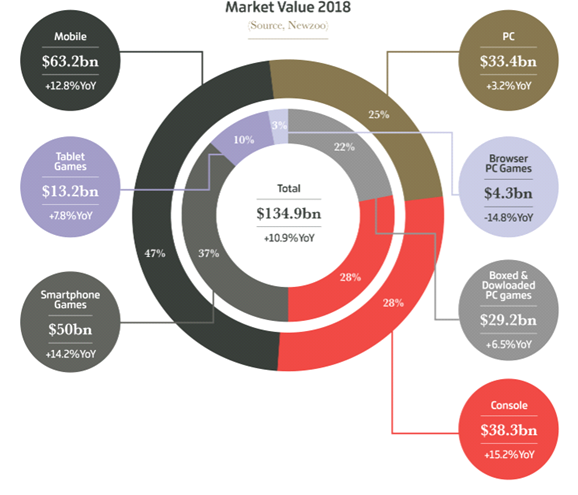 Market Value 2018
(Source, Newzoo)
Mobile
$63.2bn
+12.8%YoY
PC
$33.4bn
+3.2%YoY
Tablet
Games
$13.2bn
+7.8%YoY
Browser
PC Games
$4.3bn
-14.8%YoY
Smartphone
Games
$50bn
+14.2%YoY
Boxed &
Dowloaded
PC games
$29.2bn
+6.5%YoY
Console
$38.3bn
+15.2%YoY
25%
3%
10%
22%
47%
37%
28%
28%
Total
$134.9bn
+10.9%YoY